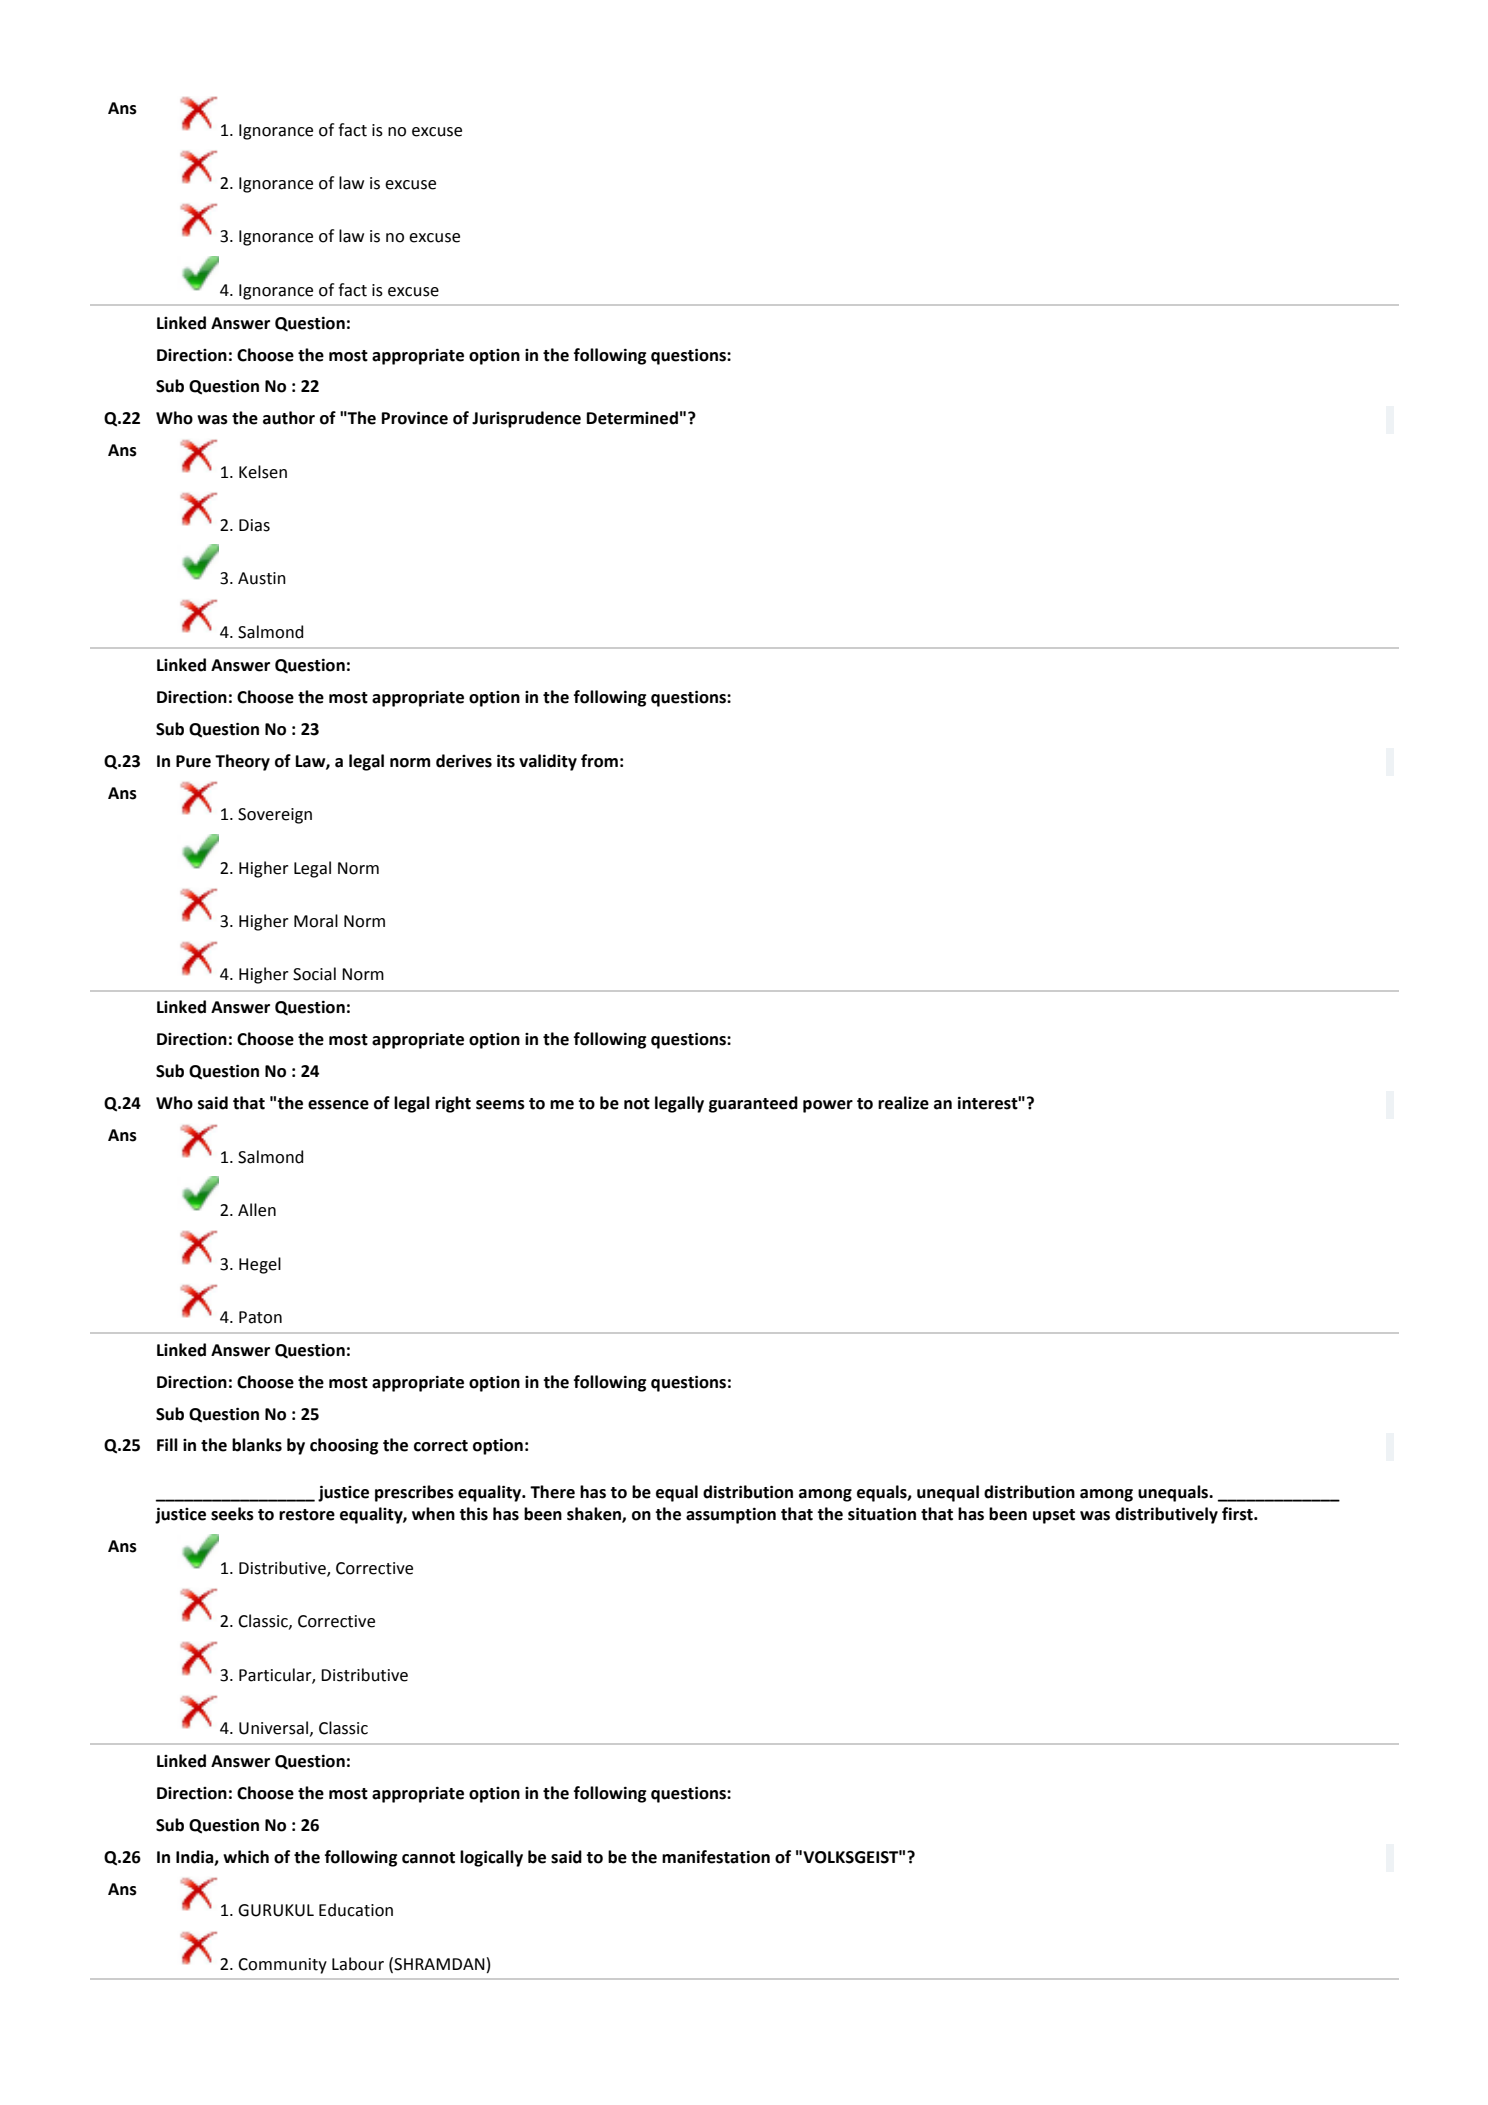 Ans
1. Ignorance of fact is no excuse
2. Ignorance of law is excuse
3. Ignorance of law is no excuse
4. Ignorance of fact is excuse
Linked Answer Question:
Direction: Choose the most appropriate option in the following questions:
Sub Question No : 22
Q.22 Who was the author of "The Province of Jurisprudence Determined"?
Ans
1. Kelsen
2. Dias
3. Austin
4. Salmond
Linked Answer Question:
Direction: Choose the most appropriate option in the following questions:
Sub Question No : 23
Q.23 In Pure Theory of Law, a legal norm derives its validity from:
Ans
1. Sovereign
2. Higher Legal Norm
3. Higher Moral Norm
4. Higher Social Norm
Linked Answer Question:
Direction: Choose the most appropriate option in the following questions:
Sub Question No : 24
Q.24 Who said that "the essence of legal right seems to me to be not legally guaranteed power to realize an interest"?
Ans
1. Salmond
2. Allen
3. Hegel
4. Paton
Linked Answer Question:
Direction: Choose the most appropriate option in the following questions:
Sub Question No : 25
Q.25 Fill in the blanks by choosing the correct option:
_________________ justice prescribes equality. There has to be equal distribution among equals, unequal distribution among unequals. _____________
justice seeks to restore equality, when this has been shaken, on the assumption that the situation that has been upset was distributively first.
Ans
1. Distributive, Corrective
2. Classic, Corrective
3. Particular, Distributive
4. Universal, Classic
Linked Answer Question:
Direction: Choose the most appropriate option in the following questions:
Sub Question No : 26
Q.26 In India, which of the following cannot logically be said to be the manifestation of "VOLKSGEIST"?
Ans
1. GURUKUL Education
2. Community Labour (SHRAMDAN)